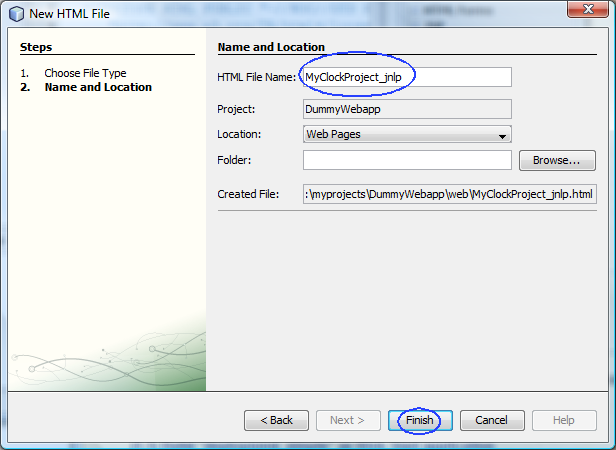 New HTML File
Steps
1. Choose File Type
2. Name and Location
Name and Location
HTML File Name: MyClockProject_jnlp
Project: DummyWebapp
Location: Web Pages
Folder:
Browse...
Created File: :\myprojects\DummyWebapp\web\MyClockProject_jnlp.html
< Back Next > Finish Cancel Help